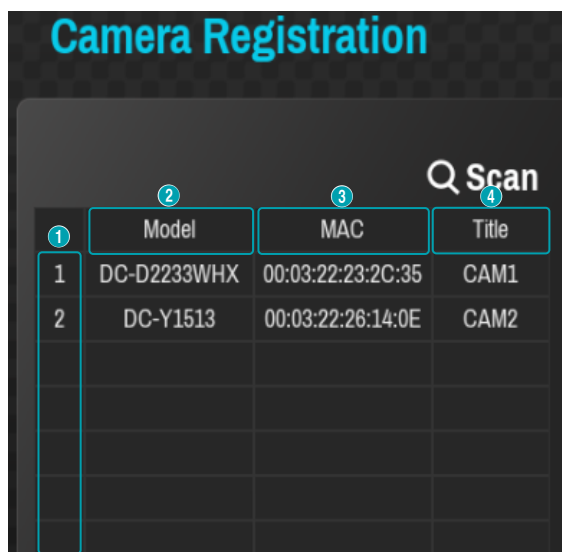 Camera Registration
Scan
1 2 3 4
Model MAC Title
1 DC-D2233WHX 00:03:22:23:2C:35 CAM1
2 DC-Y1513 00:03:22:26:14:0E CAM2